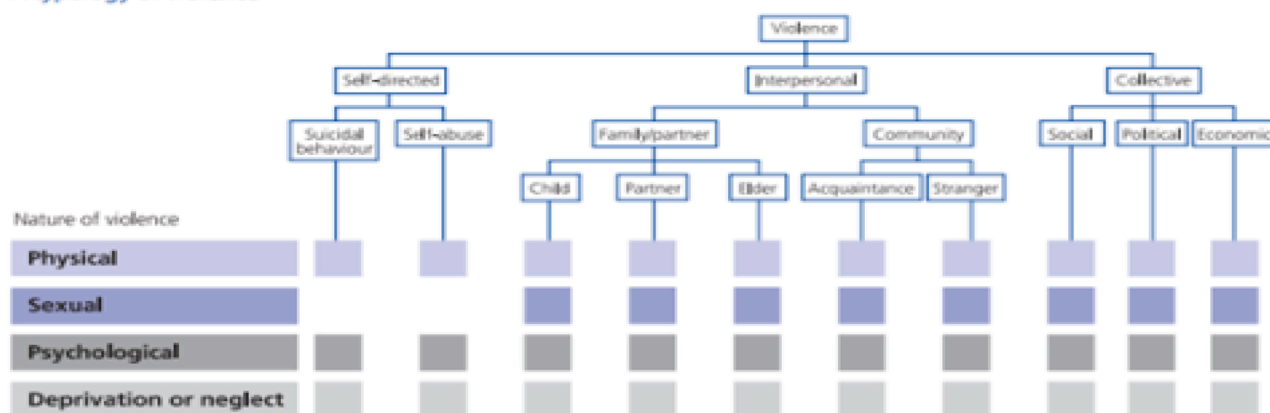 Violence
Self-directed
Interpersonal
Collective
Suicidal
behaviour
Self-abuse
Family/partner
Community
Social
Political
Economic
Child
Partner
Elder
Acquaintance
Stranger
Nature of violence
Physical
Sexual
Psychological
Deprivation or neglect